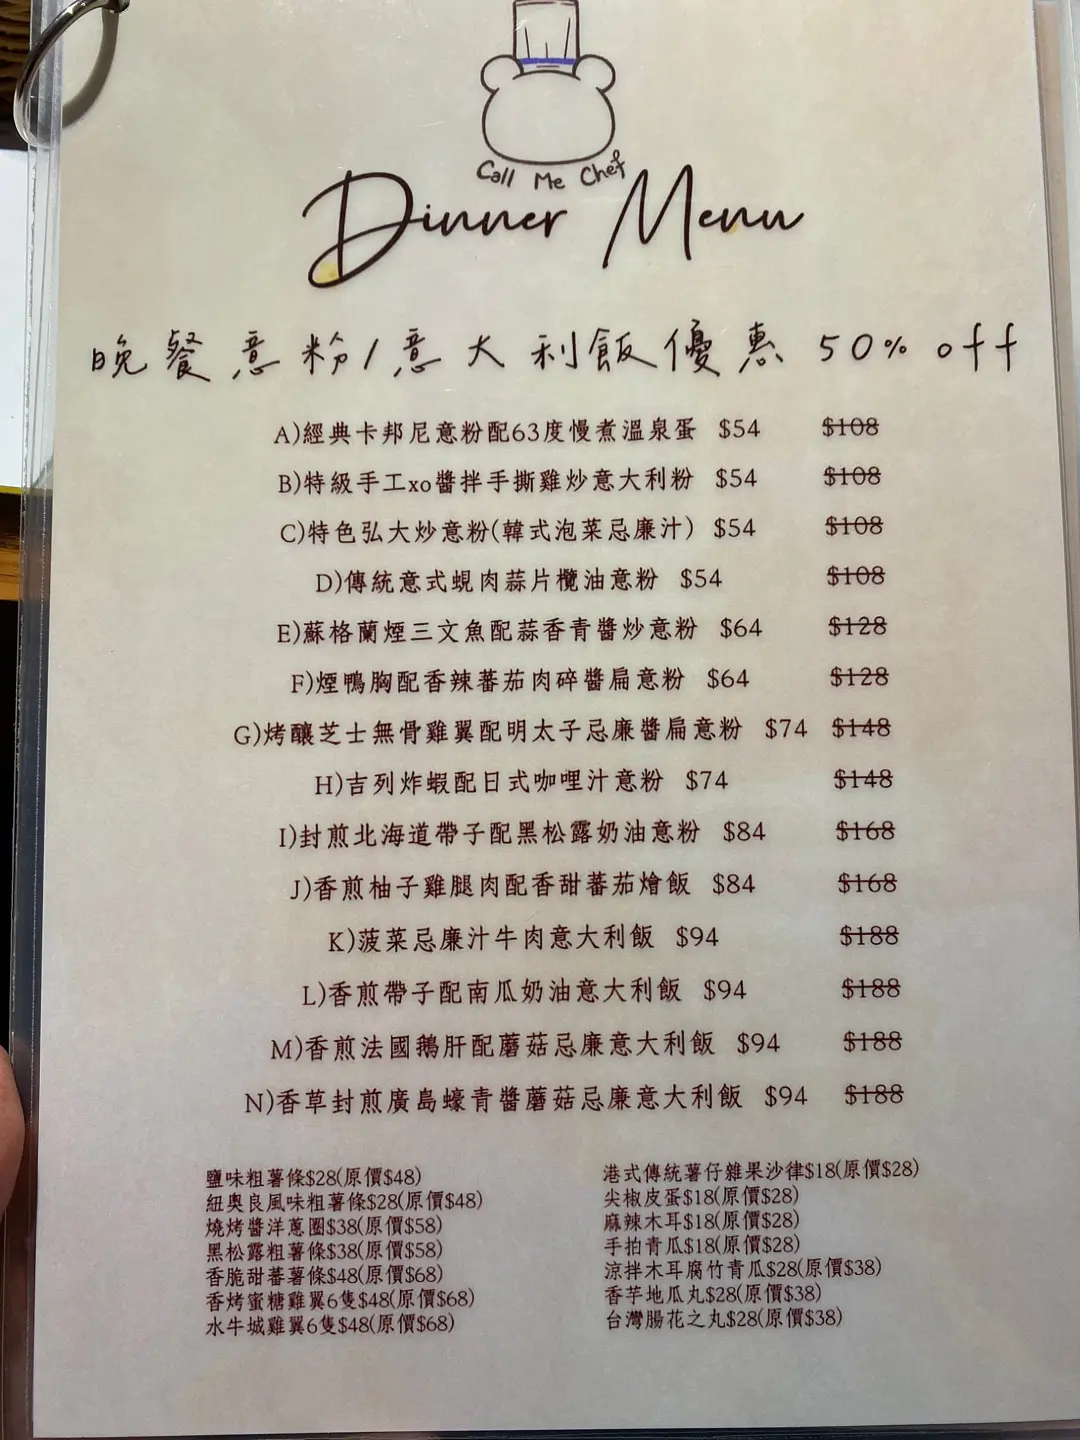 Call Me Chef
Dinner Menu
晚餐意粉/意大利飯優惠 50% off
A)經典卡邦尼意粉配63度慢煮溫泉蛋 $54 $108
B)特級手工xo醬拌手撕雞炒意大利粉 $54 $108
C)特色弘大炒意粉(韓式泡菜忌廉汁) $54 $108
D)傳統意式蜆肉蒜片欖油意粉 $54 $108
E)蘇格蘭煙三文魚配蒜香青醬炒意粉 $64 $128
F)煙鴨胸配香辣蕃茄肉碎醬扁意粉 $64 $128
G)烤釀芝士無骨雞翼配明太子忌廉醬扁意粉 $74 $148
H)吉列炸蝦配日式咖喱汁意粉 $74 $148
I)封煎北海道帶子配黑松露奶油意粉 $84 $168
J)香煎柚子雞腿肉配香甜蕃茄燴飯 $84 $168
K)菠菜忌廉汁牛肉意大利飯 $94 $188
L)香煎帶子配南瓜奶油意大利飯 $94 $188
M)香煎法國鵝肝配蘑菇忌廉意大利飯 $94 $188
N)香草封煎廣島蠔青醬蘑菇忌廉意大利飯 $94 $188
鹽味粗薯條$28(原價$48)
紐奧良風味粗薯條$28(原價$48)
燒烤醬洋蔥圈$38(原價$58)
黑松露粗薯條$38(原價$58)
香脆甜蕃薯條$48(原價$68)
香烤蜜糖雞翼6隻$48(原價$68)
水牛城雞翼6隻$48(原價$68)
港式傳統薯仔雜果沙律$18(原價$28)
尖椒皮蛋$18(原價$28)
麻辣木耳$18(原價$28)
手拍青瓜$18(原價$28)
涼拌木耳腐竹青瓜$28(原價$38)
香芋地瓜丸$28(原價$38)
台灣腸花之丸$28(原價$38)